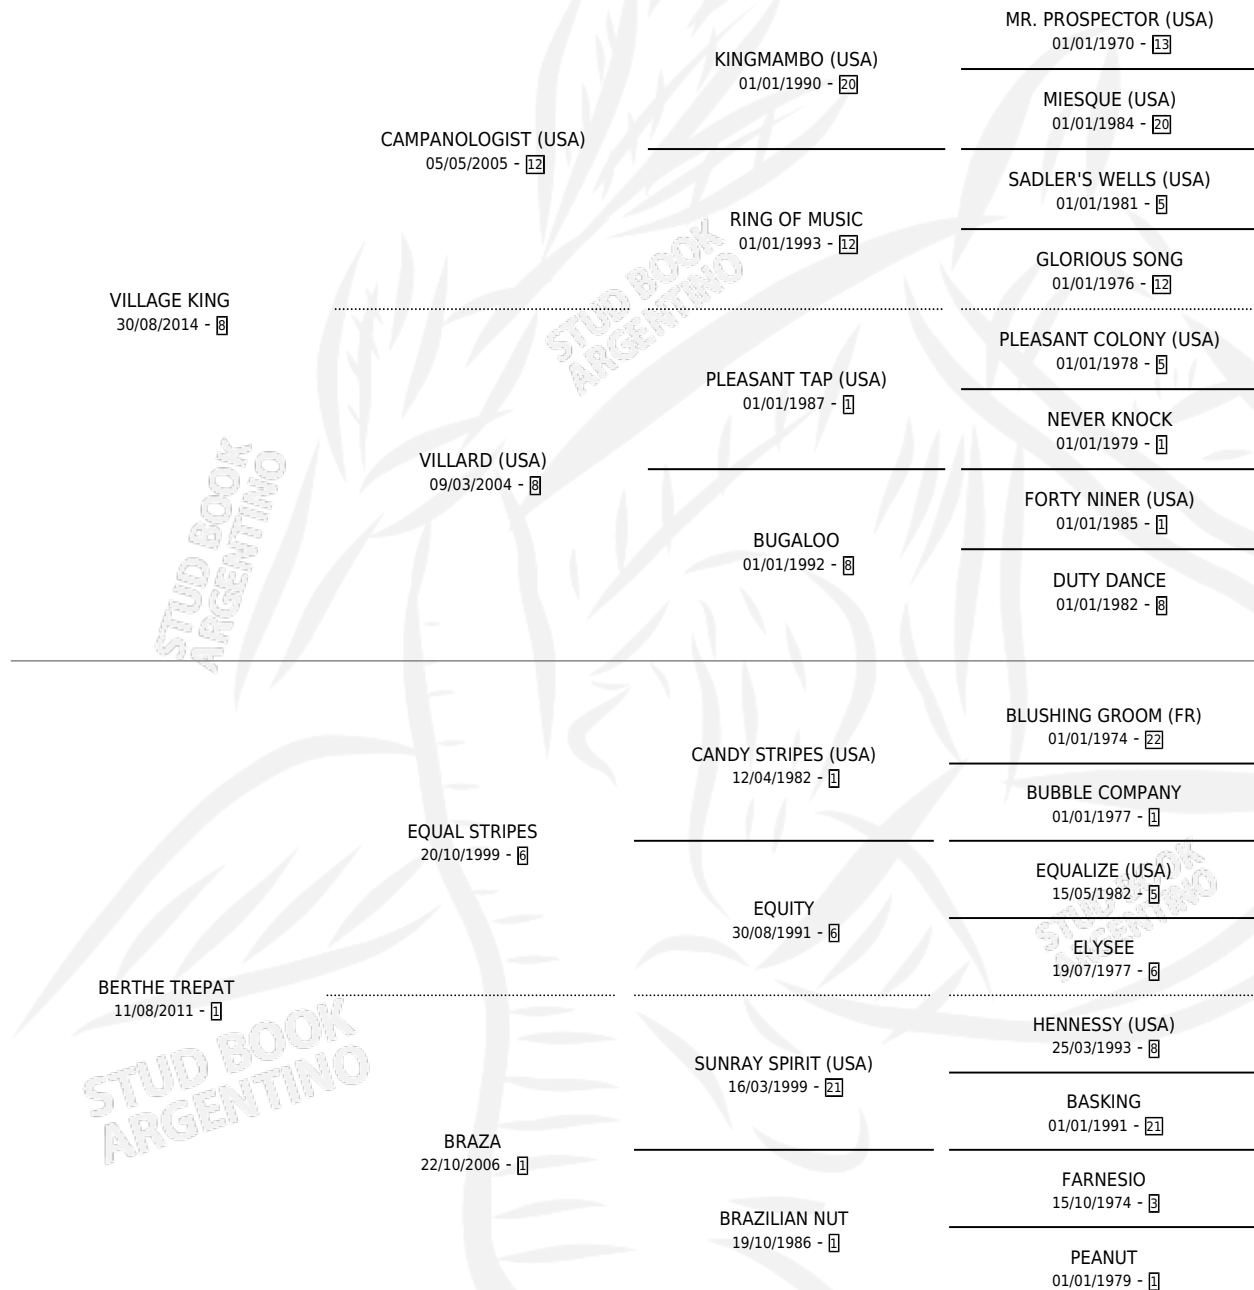 MR. PROSPECTOR (USA)
01/01/1970 - 13
KINGMAMBO (USA)
01/01/1990 - 20
MIESQUE (USA)
01/01/1984 - 20
CAMPANOLOGIST (USA)
05/05/2005 - 12
SADLER'S WELLS (USA)
01/01/1981 - 5
RING OF MUSIC
01/01/1993 - 12
GLORIOUS SONG
01/01/1976 - 12
VILLAGE KING
30/08/2014 - 8
PLEASANT COLONY (USA)
01/01/1978 - 5
PLEASANT TAP (USA)
01/01/1987 - 1
NEVER KNOCK
01/01/1979 - 1
VILLARD (USA)
09/03/2004 - 8
FORTY NINER (USA)
01/01/1985 - 1
BUGALOO
01/01/1992 - 8
DUTY DANCE
01/01/1982 - 8
BLUSHING GROOM (FR)
01/01/1974 - 22
CANDY STRIPES (USA)
12/04/1982 - 1
BUBBLE COMPANY
01/01/1977 - 1
EQUAL STRIPES
20/10/1999 - 6
EQUALIZE (USA)
15/05/1982 - 5
EQUITY
30/08/1991 - 6
ELYSEE
19/07/1977 - 6
BERTHE TREPAT
11/08/2011 - 1
HENNESSY (USA)
25/03/1993 - 8
SUNRAY SPIRIT (USA)
16/03/1999 - 21
BASKING
01/01/1991 - 21
BRAZA
22/10/2006 - 1
FARNESIO
15/10/1974 - 3
BRAZILIAN NUT
19/10/1986 - 1
PEANUT
01/01/1979 - 1
STUD BOOK
ARGENTINO
STUD BOOK
ARGENTINO
STUD BOOK
ARGENTINO
STUD BOOK
ARGENTINO